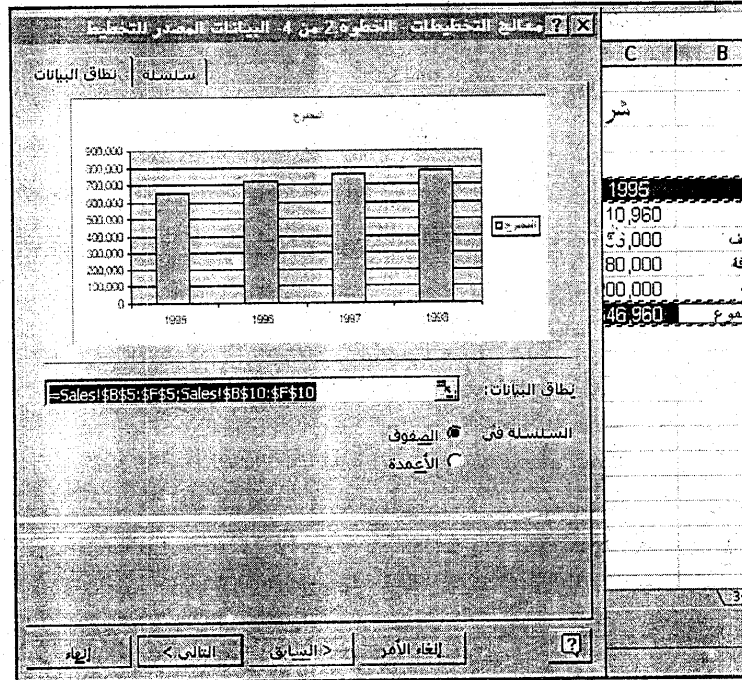 معالج التخطيطات - الخطوة 2 من 4 - البيانات المصدر للتخطيط
نطاق البيانات
سلسلة
المجموع
900,000
800,000
700,000
600,000
500,000
400,000
300,000
200,000
100,000
0
1995
1996
1997
1998
المجموع
نطاق البيانات:
=Sales!$B$5:$F$5;Sales!$B$10:$F$10
السلسلة في
الصفوف
الأعمدة
إلغاء الأمر
< السابق
التالي >
إنهاء
C
B
شر
1995
10,960
,000
80,000
00,000
46,960